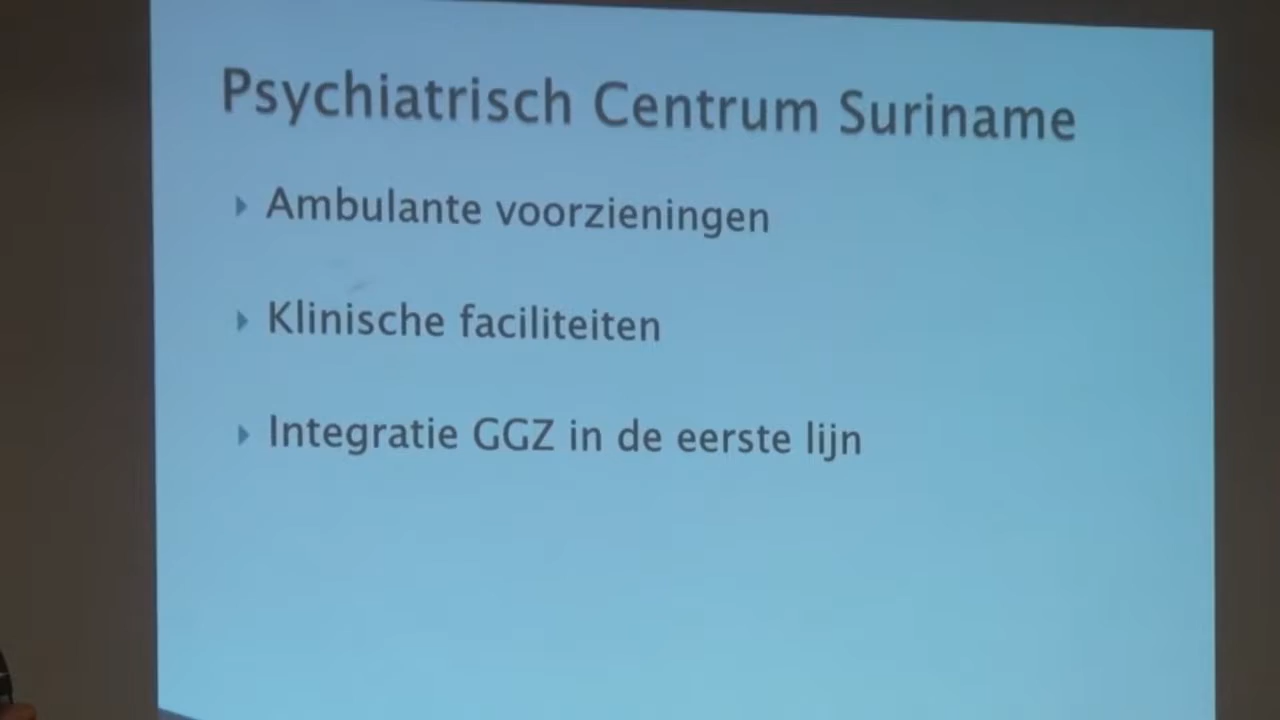 Psychiatrisch Centrum Suriname
Ambulante voorzieningen
Klinische faciliteiten
Integratie GGZ in de eerste lijn